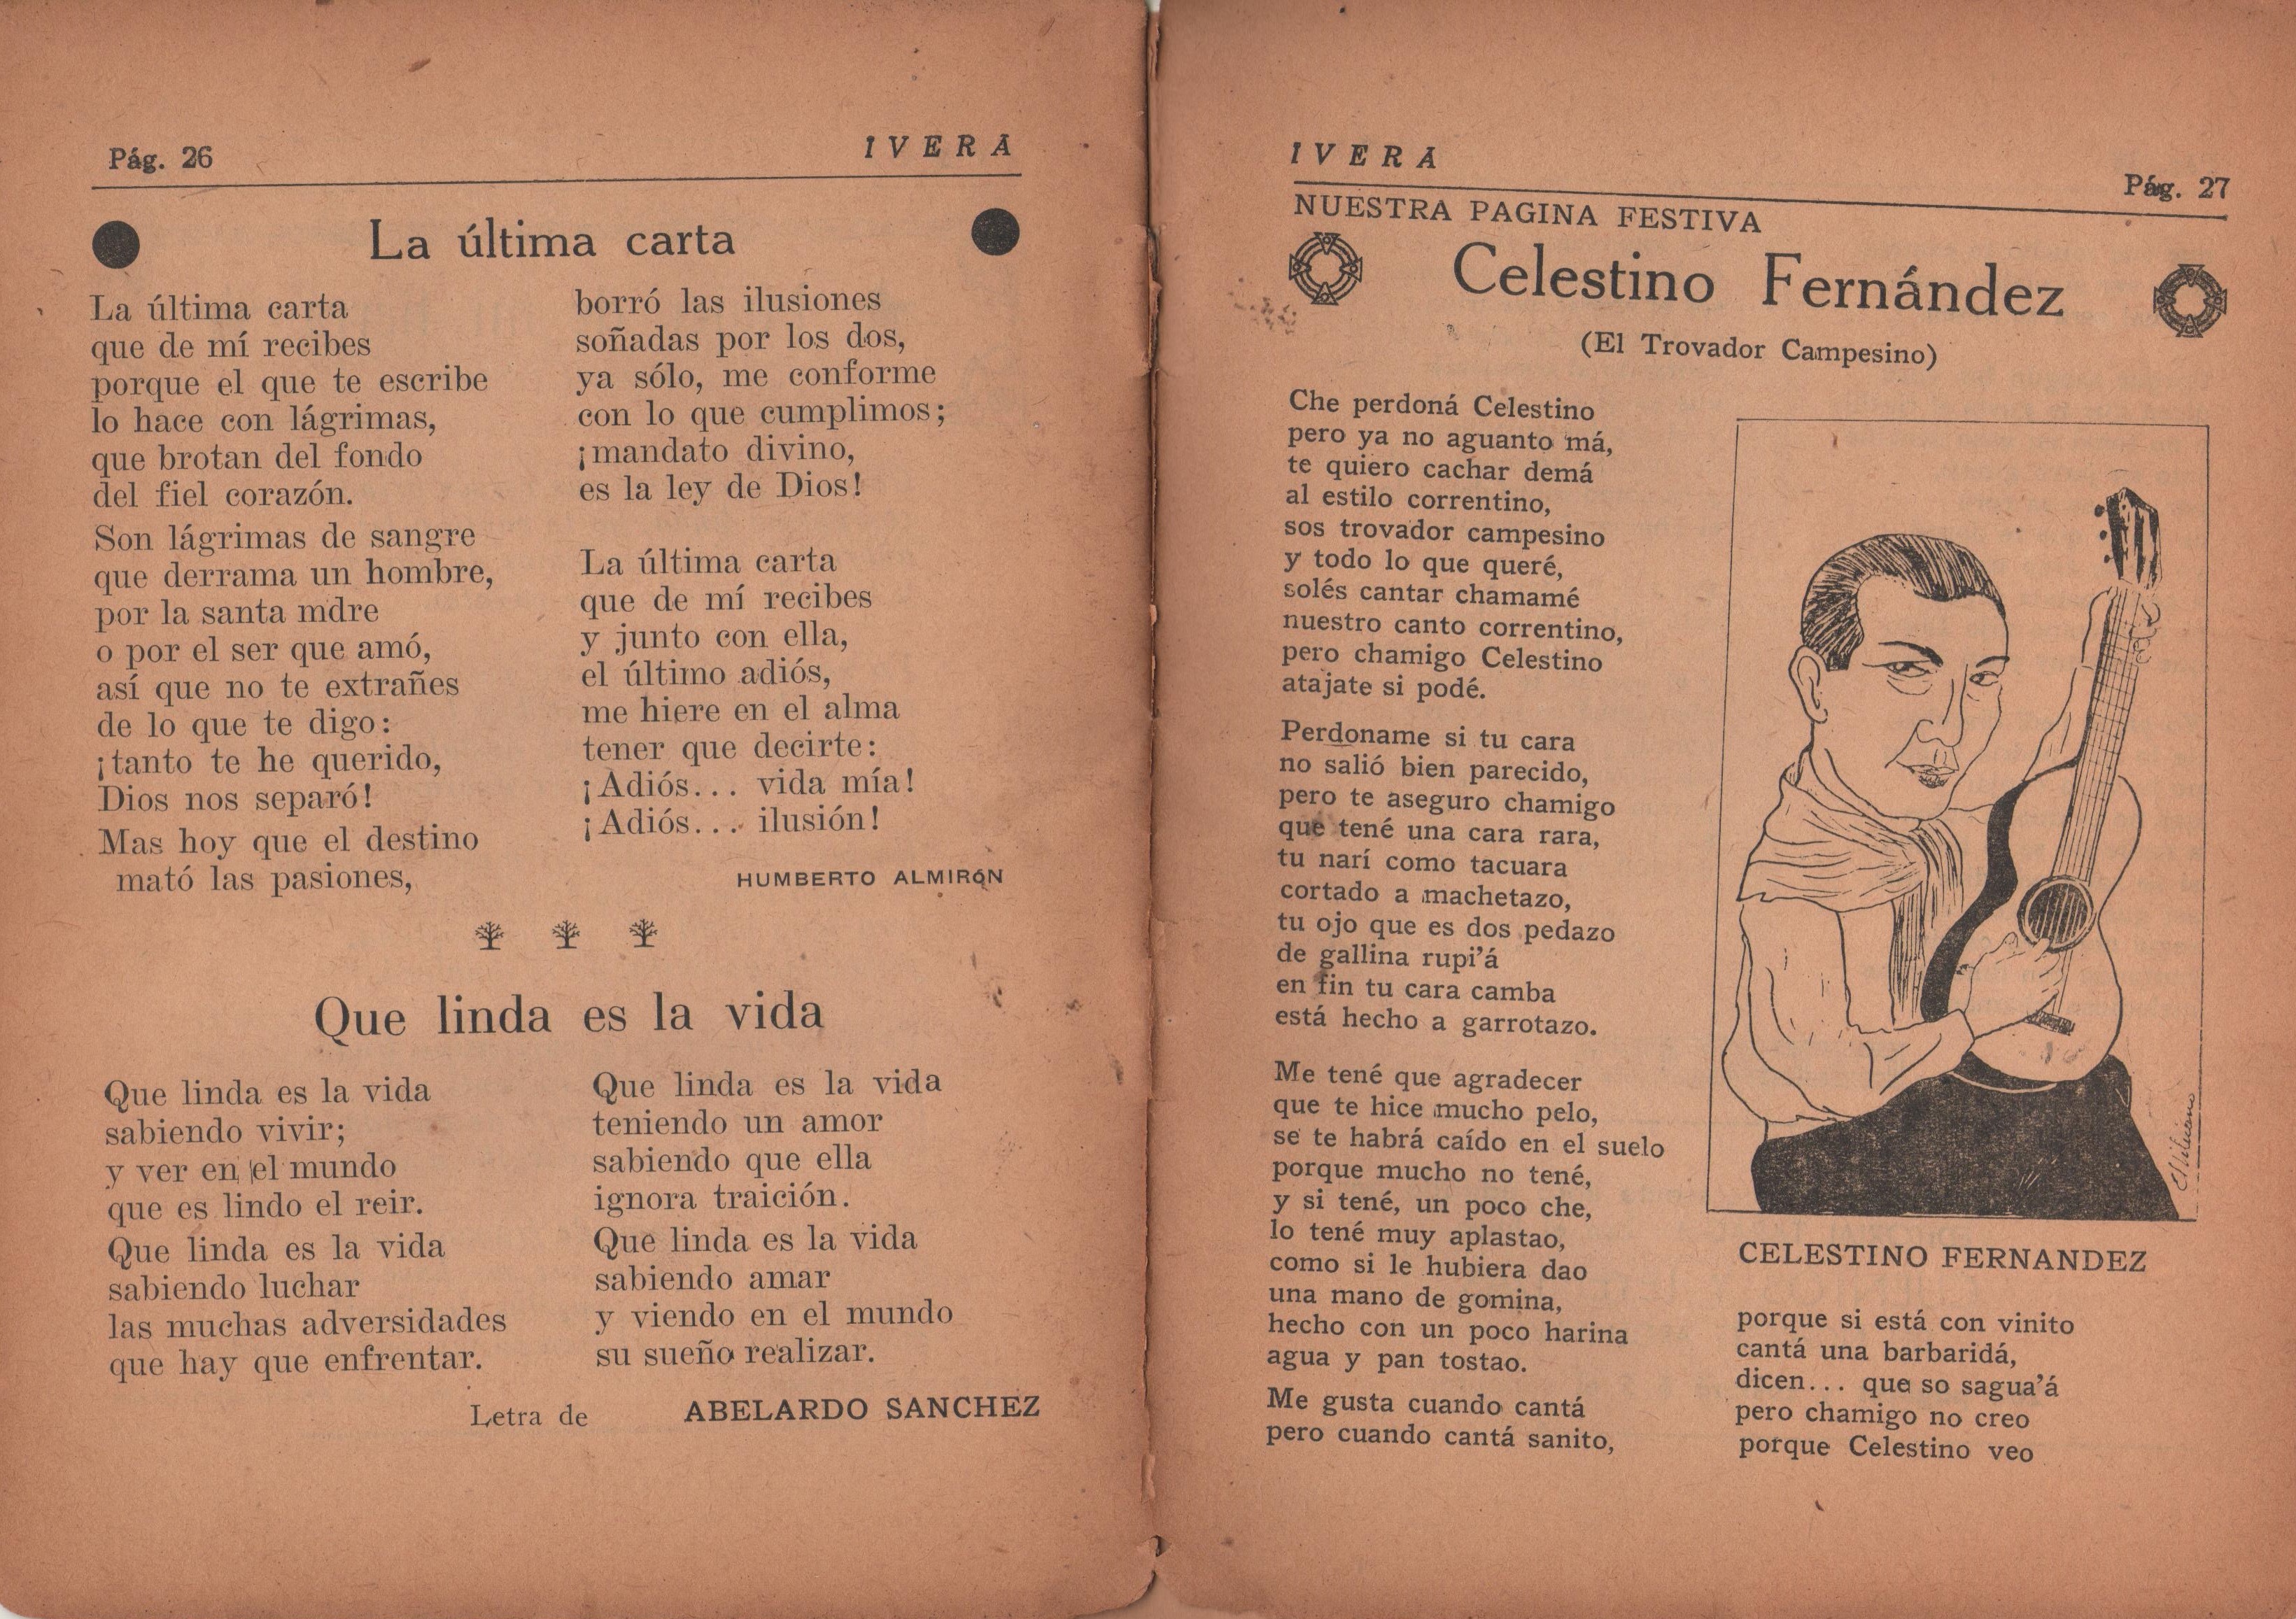 Pág. 26
IVERA
La última carta
La última carta
que de mí recibes
porque el que te escribe
lo hace con lágrimas,
que brotan del fondo
del fiel corazón.
Son lágrimas de sangre
que derrama un hombre,
por la santa mdre
o por el ser que amó,
así que no te extrañes
de lo que te digo:
¡tanto te he querido,
Dios nos separó!
Mas hoy que el destino
mató las pasiones,
borró las ilusiones
soñadas por los dos,
ya sólo, me conforme
con lo que cumplimos;
¡mandato divino,
es la ley de Dios!
La última carta
que de mí recibes
y junto con ella,
el último adiós,
me hiere en el alma
tener que decirte:
¡Adiós... vida mía!
¡Adiós... ilusión!
HUMBERTO ALMIRóN
Que linda es la vida
Que linda es la vida
sabiendo vivir;
y ver en el mundo
que es lindo el reir.
Que linda es la vida
sabiendo luchar
las muchas adversidades
que hay que enfrentar.
Que linda es la vida
teniendo un amor
sabiendo que ella
ignora traición.
Que linda es la vida
sabiendo amar
y viendo en el mundo
su sueño realizar.
Letra de ABELARDO SANCHEZ
IVERA
Pág. 27
NUESTRA PAGINA FESTIVA
Celestino Fernández
(El Trovador Campesino)
Che perdoná Celestino
pero ya no aguanto má,
te quiero cachar demá
al estilo correntino,
sos trovador campesino
y todo lo que queré,
solés cantar chamamé
nuestro canto correntino,
pero chamigo Celestino
atajate si podé.
Perdoname si tu cara
no salió bien parecido,
pero te aseguro chamigo
que tené una cara rara,
tu narí como tacuara
cortado a machetazo,
tu ojo que es dos pedazo
de gallina rupi'á
en fin tu cara camba
está hecho a garrotazo.
Me tené que agradecer
que te hice mucho pelo,
se te habrá caído en el suelo
porque mucho no tené,
y si tené, un poco che,
lo tené muy aplastao,
como si le hubiera dao
una mano de gomina,
hecho con un poco harina
agua y pan tostao.
Me gusta cuando cantá
pero cuando cantá sanito,
CELESTINO FERNANDEZ
porque si está con vinito
cantá una barbaridá,
dicen... que so sagua'á
pero chamigo no creo
porque Celestino veo